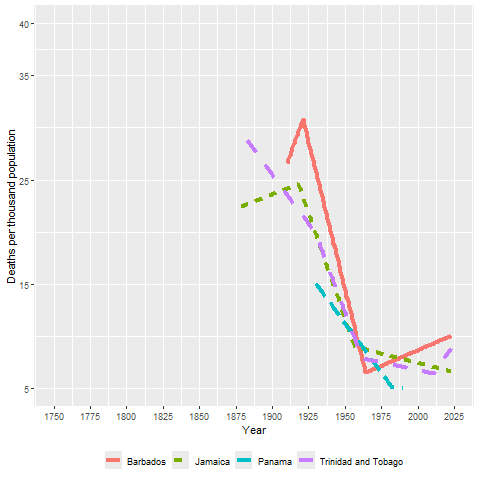 40
35
25
15
5
Deaths per thousand population
1750 1775 1800 1825 1850 1875 1900 1925 1950 1975 2000 2025
Year
Barbados Jamaica Panama Trinidad and Tobago